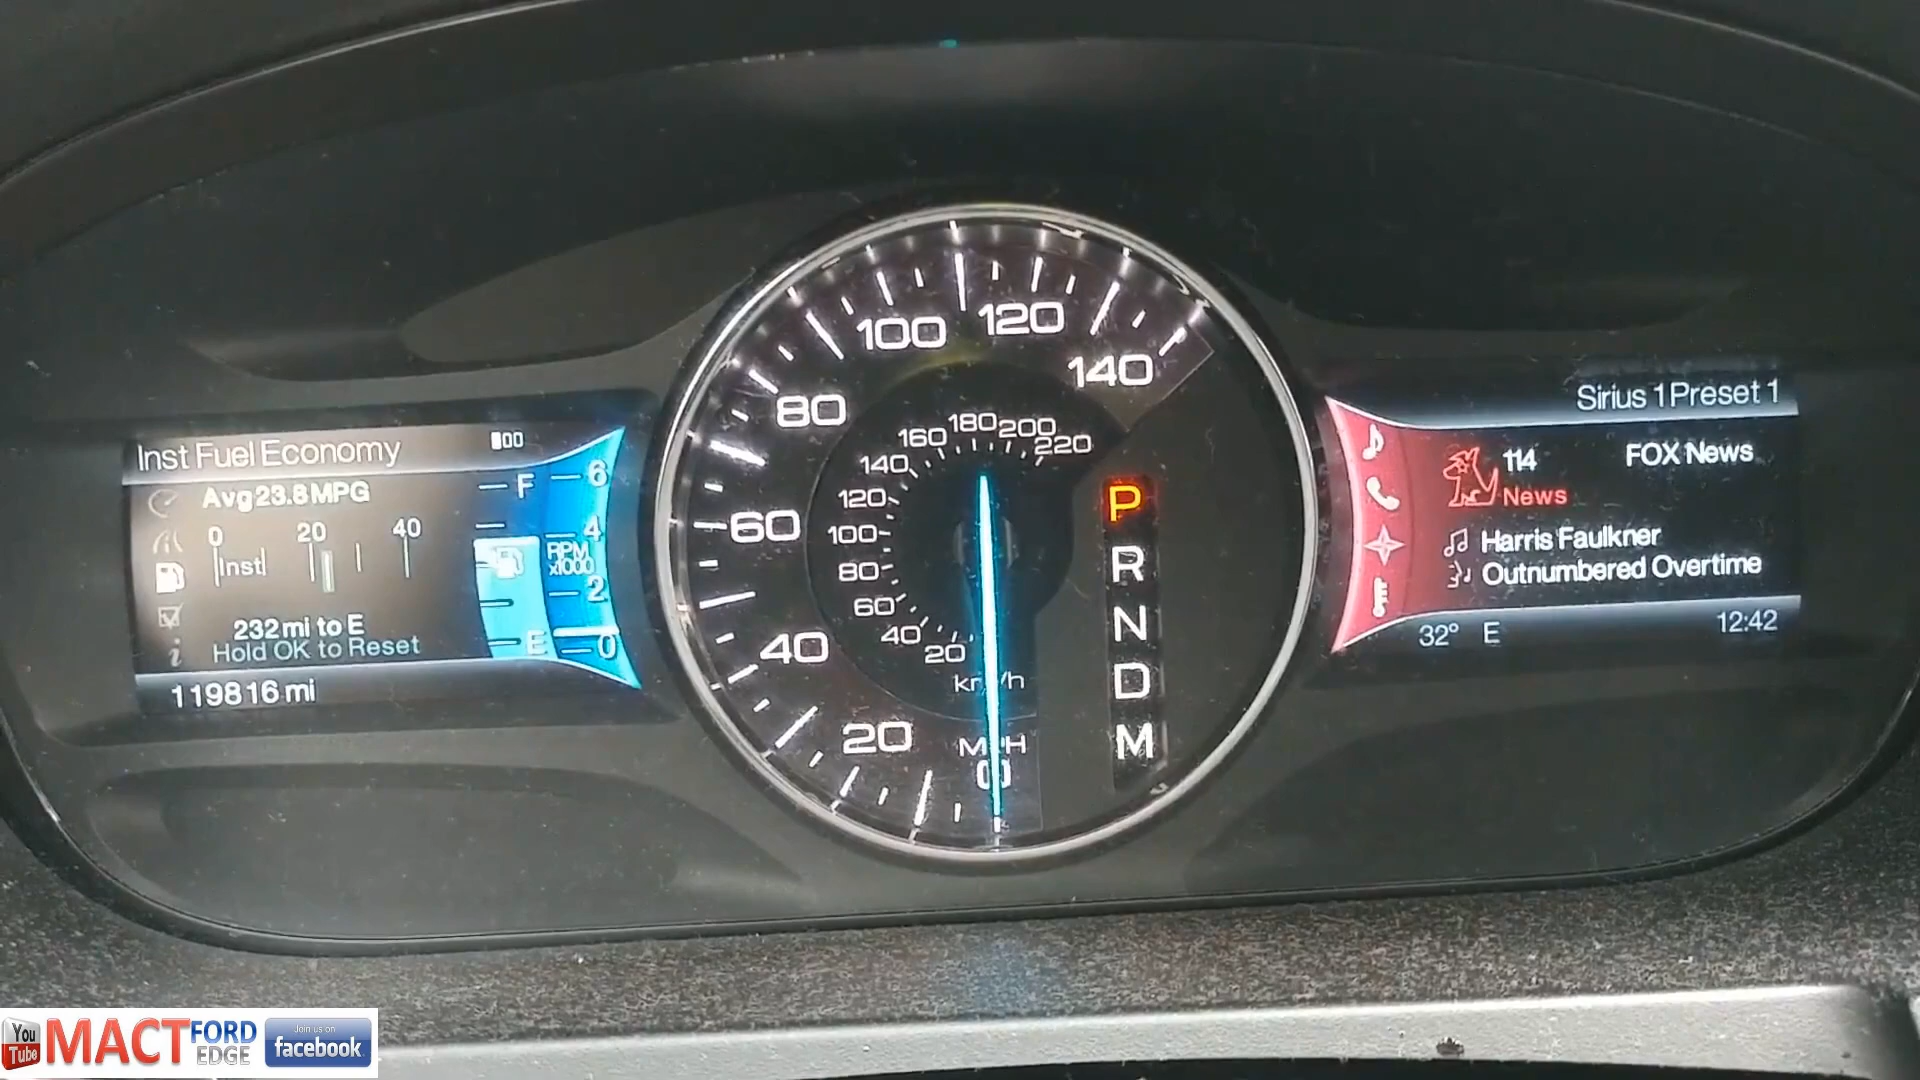 Inst Fuel Economy
Avg 23.8 MPG
0 20 40
Inst
232 mi to E
Hold OK to Reset
119816 mi
F
E
6
4
RPM
x1000
2
0
20
40
60
80
100
120
140
20
40
60
80
100
120
140
160
180
200
220
km/h
MPH
P
R
N
D
M
Sirius 1 Preset 1
114 FOX News
News
Harris Faulkner
Outnumbered Overtime
32° E 12:42
You
Tube
MACT FORD
EDGE
Join us on
facebook